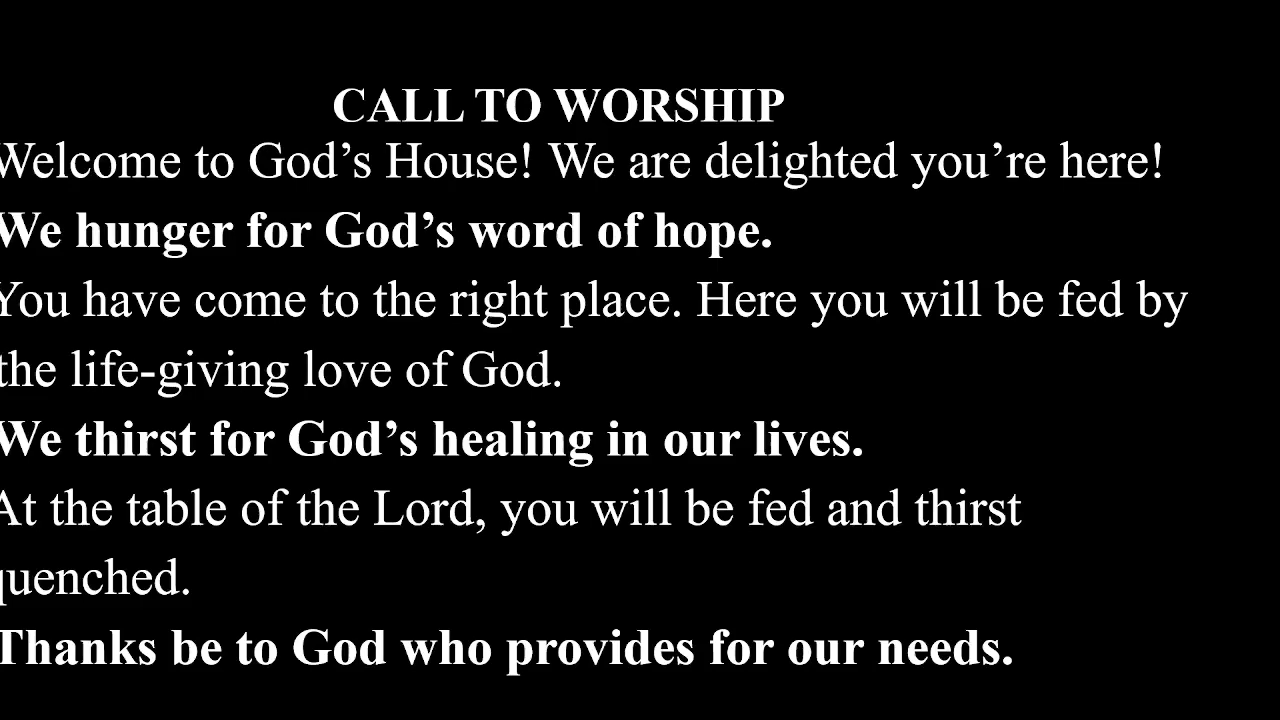 CALL TO WORSHIP
Welcome to God’s House! We are delighted you’re here!
We hunger for God’s word of hope.
You have come to the right place. Here you will be fed by
the life-giving love of God.
We thirst for God’s healing in our lives.
At the table of the Lord, you will be fed and thirst
quenched.
Thanks be to God who provides for our needs.